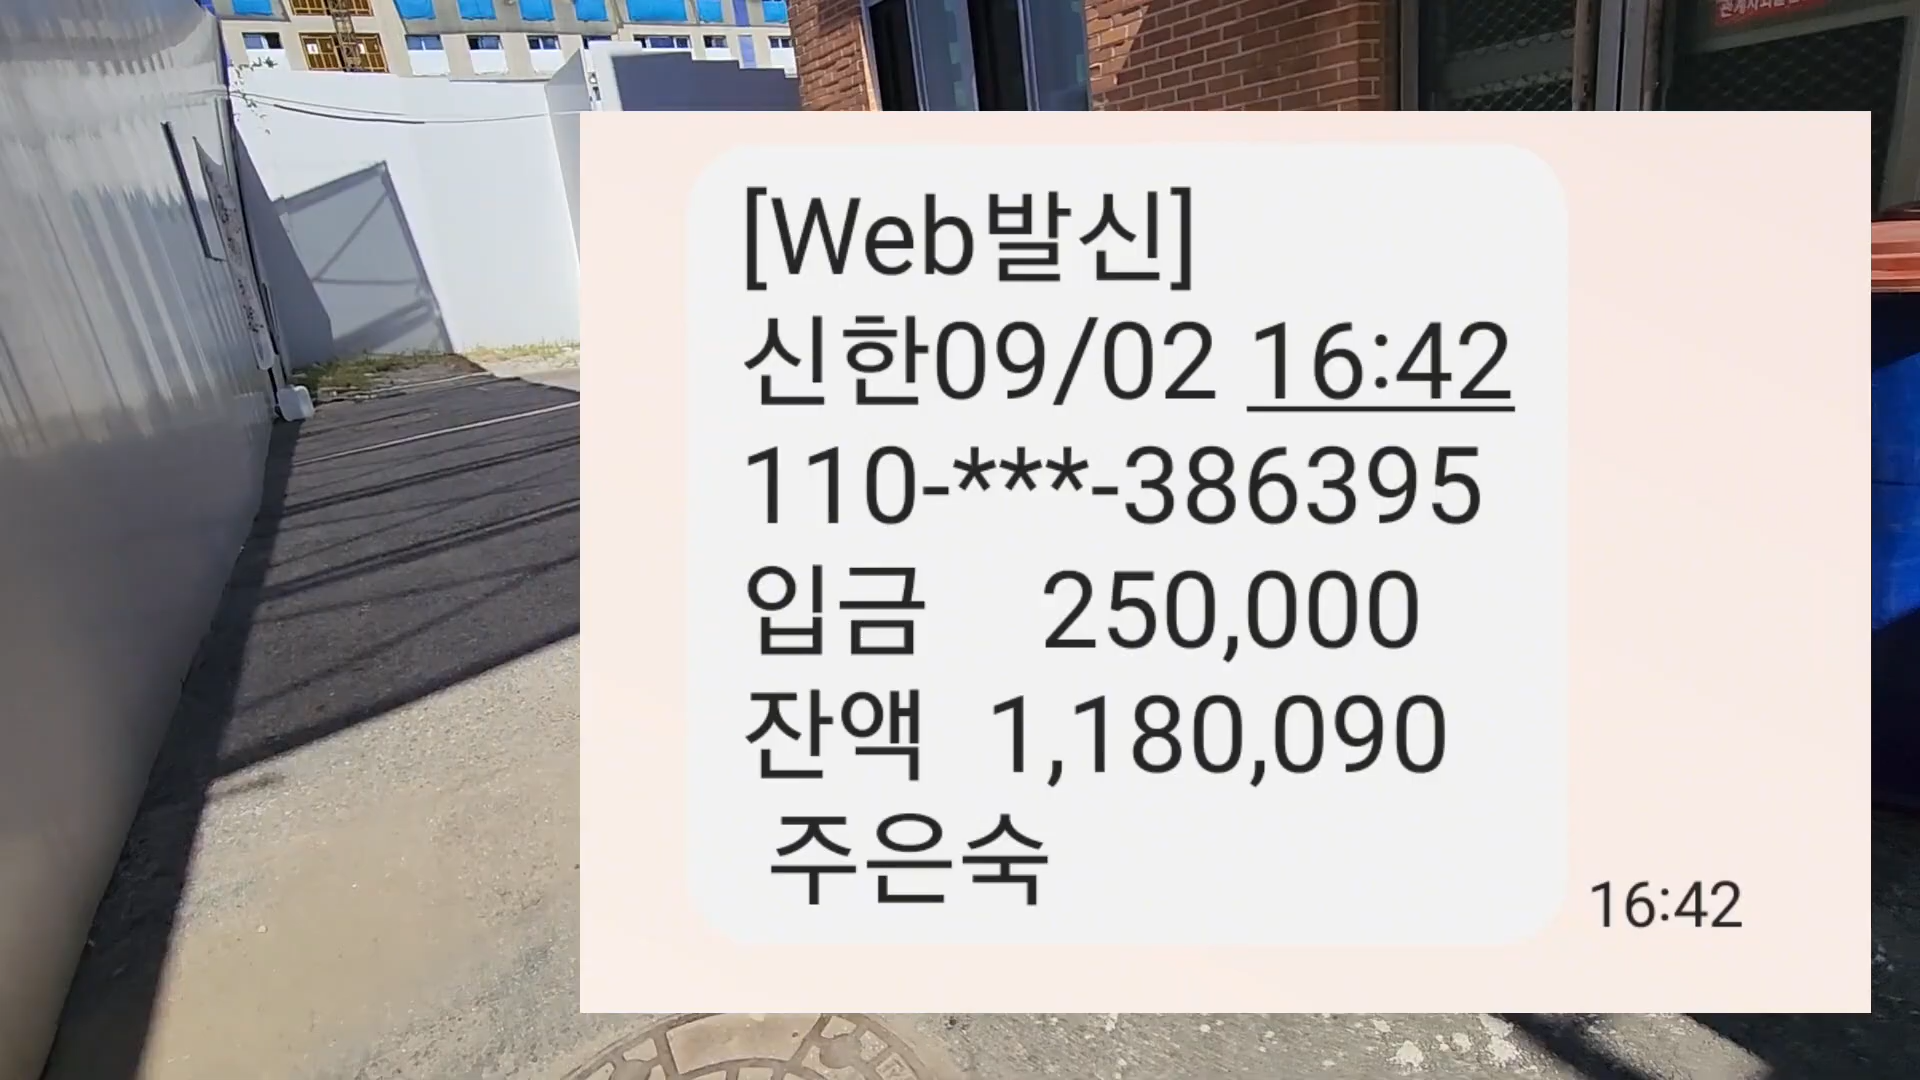 [Web발신]
신한09/02 16:42
110-***-386395
입금 250,000
잔액 1,180,090
주은숙
16:42